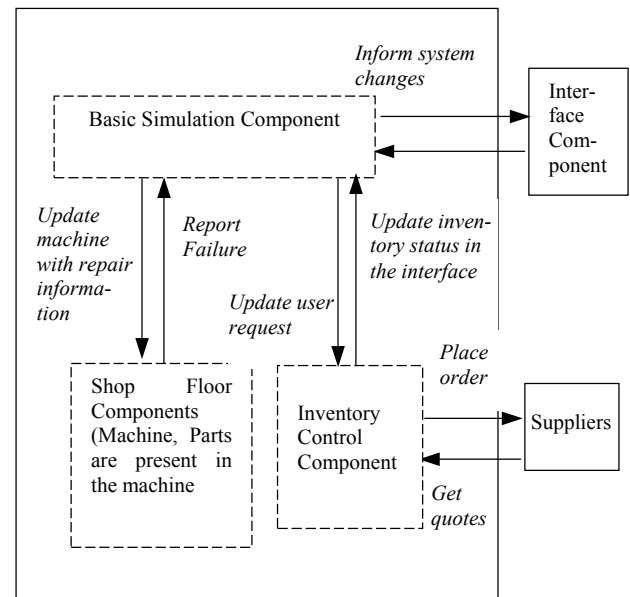 Inform system
changes
Basic Simulation Component
Inter-
face
Com-
ponent
Update
machine
with repair
informa-
tion
Report
Failure
Update inven-
tory status in
the interface
Update user
request
Place
order
Shop Floor
Components
(Machine, Parts
are present in
the machine
Inventory
Control
Component
Suppliers
Get
quotes